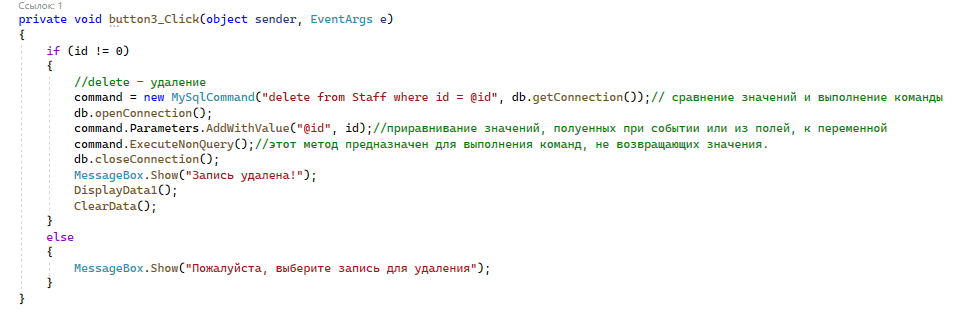 Ссылок: 1
private void button3_Click(object sender, EventArgs e)
{
if (id != 0)
{
//delete - удаление
command = new MySqlCommand("delete from Staff where id = @id", db.getConnection());// сравнение значений и выполнение команды
db.openConnection();
command.Parameters.AddWithValue("@id", id);//приравнивание значений, полуенных при событии или из полей, к переменной
command.ExecuteNonQuery();//этот метод предназначен для выполнения команд, не возвращающих значения.
db.closeConnection();
MessageBox.Show("Запись удалена!");
DisplayData1();
ClearData();
}
else
{
MessageBox.Show("Пожалуйста, выберите запись для удаления");
}
}